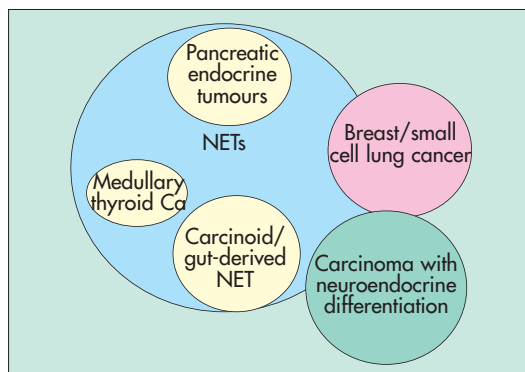 Pancreatic
endocrine
tumours
NETs
Breast/small
cell lung cancer
Medullary
thyroid Ca
Carcinoid/
gut-derived
NET
Carcinoma with
neuroendocrine
differentiation